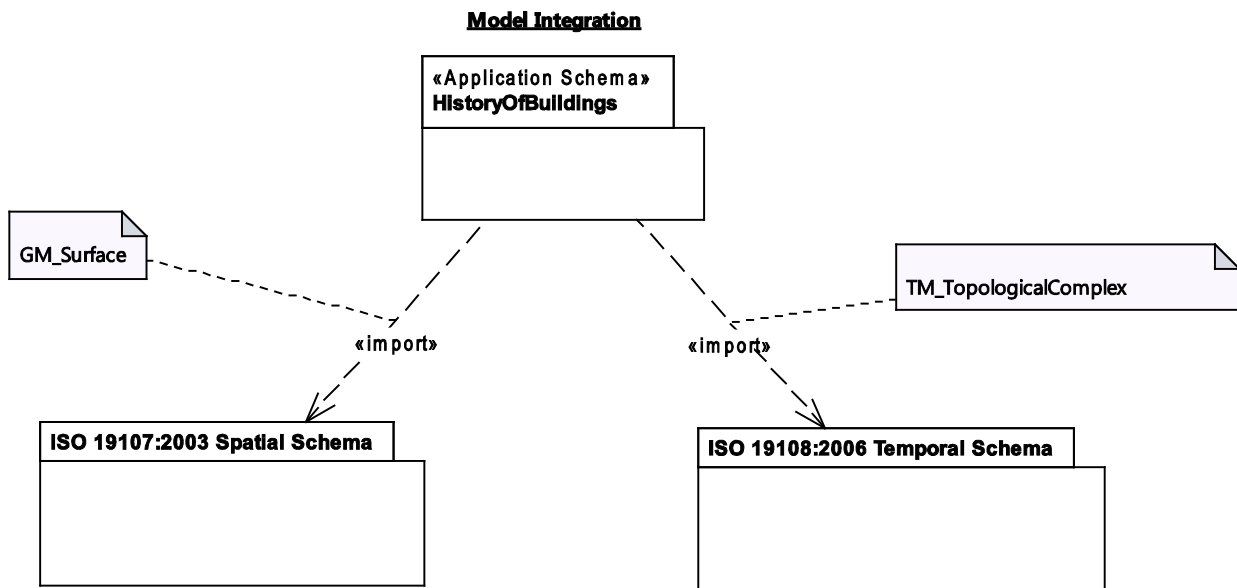 Model Integration
«Application Schema»
HistoryOfBuildings
GM_Surface
TM_TopologicalComplex
«import»
«import»
ISO 19107:2003 Spatial Schema
ISO 19108:2006 Temporal Schema